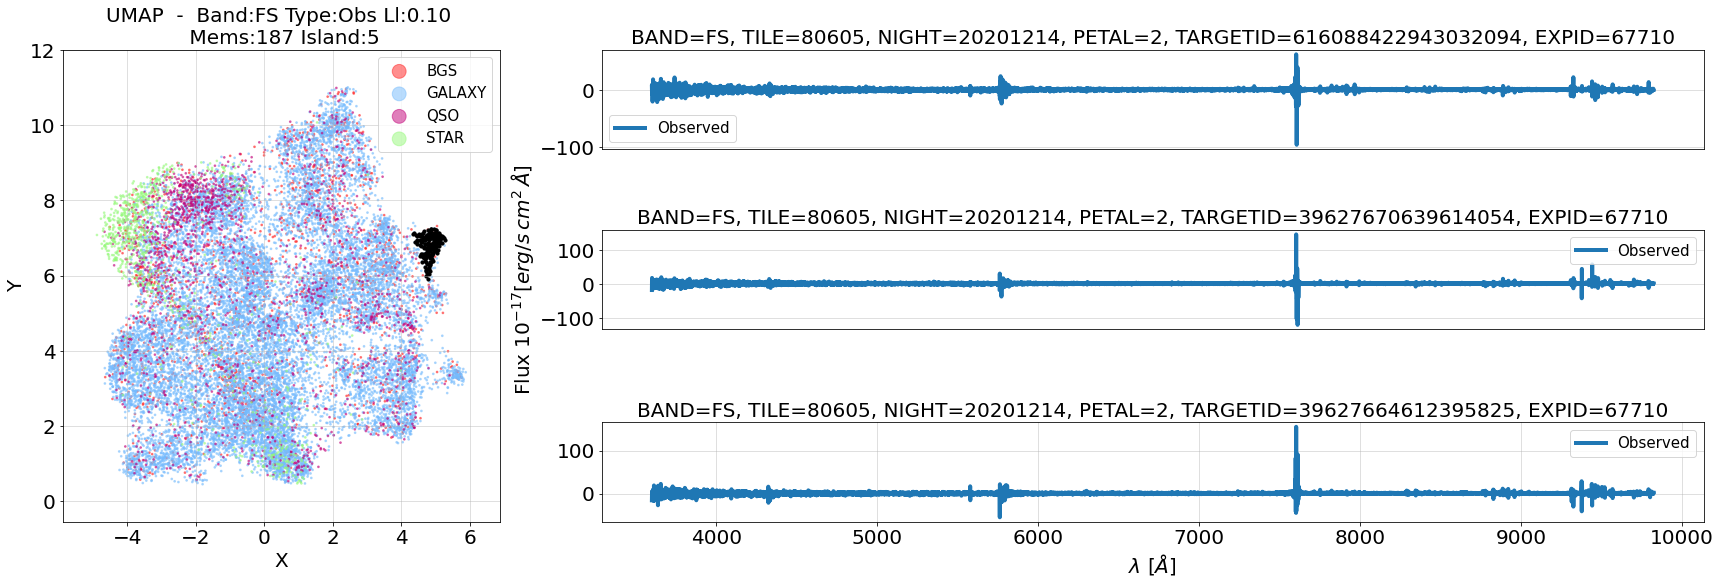 UMAP - Band:FS Type:Obs Ll:0.10
Mems:187 Island:5
12
10
8
6
4
2
0
Y
−4
−2
0
2
4
6
X
BGS
GALAXY
QSO
STAR
BAND=FS, TILE=80605, NIGHT=20201214, PETAL=2, TARGETID=616088422943032094, EXPID=67710
0
−100
Observed
Flux 10⁻¹⁷[erg/s cm² Å]
BAND=FS, TILE=80605, NIGHT=20201214, PETAL=2, TARGETID=39627670639614054, EXPID=67710
100
0
−100
Observed
BAND=FS, TILE=80605, NIGHT=20201214, PETAL=2, TARGETID=39627664612395825, EXPID=67710
100
0
Observed
4000
5000
6000
7000
8000
9000
10000
λ [Å]